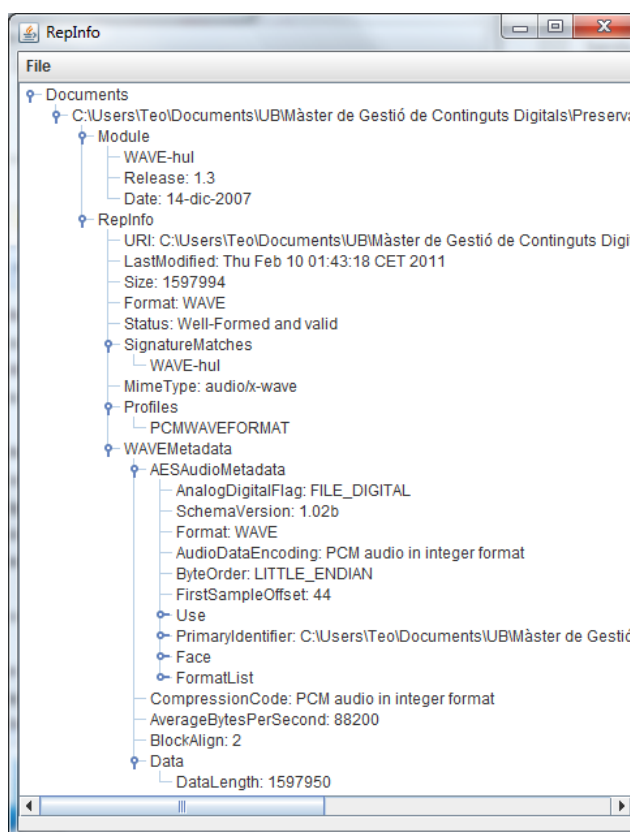 RepInfo
File
Documents
C:\Users\Teo\Documents\UB\Màster de Gestió de Continguts Digitals\Preserva
Module
WAVE-hul
Release: 1.3
Date: 14-dic-2007
RepInfo
URI: C:\Users\Teo\Documents\UB\Màster de Gestió de Continguts Digi
LastModified: Thu Feb 10 01:43:18 CET 2011
Size: 1597994
Format: WAVE
Status: Well-Formed and valid
SignatureMatches
WAVE-hul
MimeType: audio/x-wave
Profiles
PCMWAVEFORMAT
WAVEMetadata
AESAudioMetadata
AnalogDigitalFlag: FILE_DIGITAL
SchemaVersion: 1.02b
Format: WAVE
AudioDataEncoding: PCM audio in integer format
ByteOrder: LITTLE_ENDIAN
FirstSampleOffset: 44
Use
PrimaryIdentifier: C:\Users\Teo\Documents\UB\Màster de Gestió
Face
FormatList
CompressionCode: PCM audio in integer format
AverageBytesPerSecond: 88200
BlockAlign: 2
Data
DataLength: 1597950